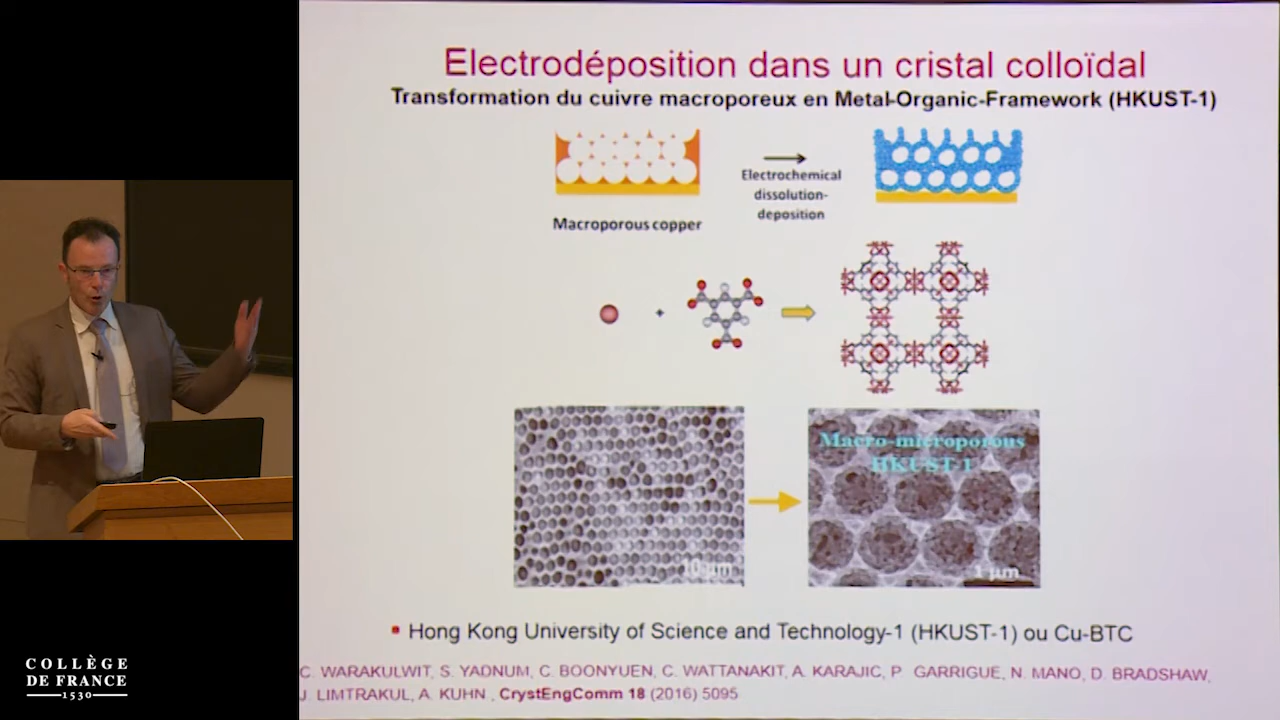 Electrodéposition dans un cristal colloïdal
Transformation du cuivre macroporeux en Metal-Organic-Framework (HKUST-1)
Electrochemical
dissolution-
deposition
Macroporous copper
+
Macro-microporous
HKUST-1
10 µm
1 µm
Hong Kong University of Science and Technology-1 (HKUST-1) ou Cu-BTC
C. WARAKULWIT, S. YADNUM, C. BOONYUEN, C. WATTANAKIT, A. KARAJIC, P. GARRIGUE, N. MANO, D. BRADSHAW,
J. LIMTRAKUL, A. KUHN , CrystEngComm 18 (2016) 5095
COLLÈGE
DE FRANCE
1530